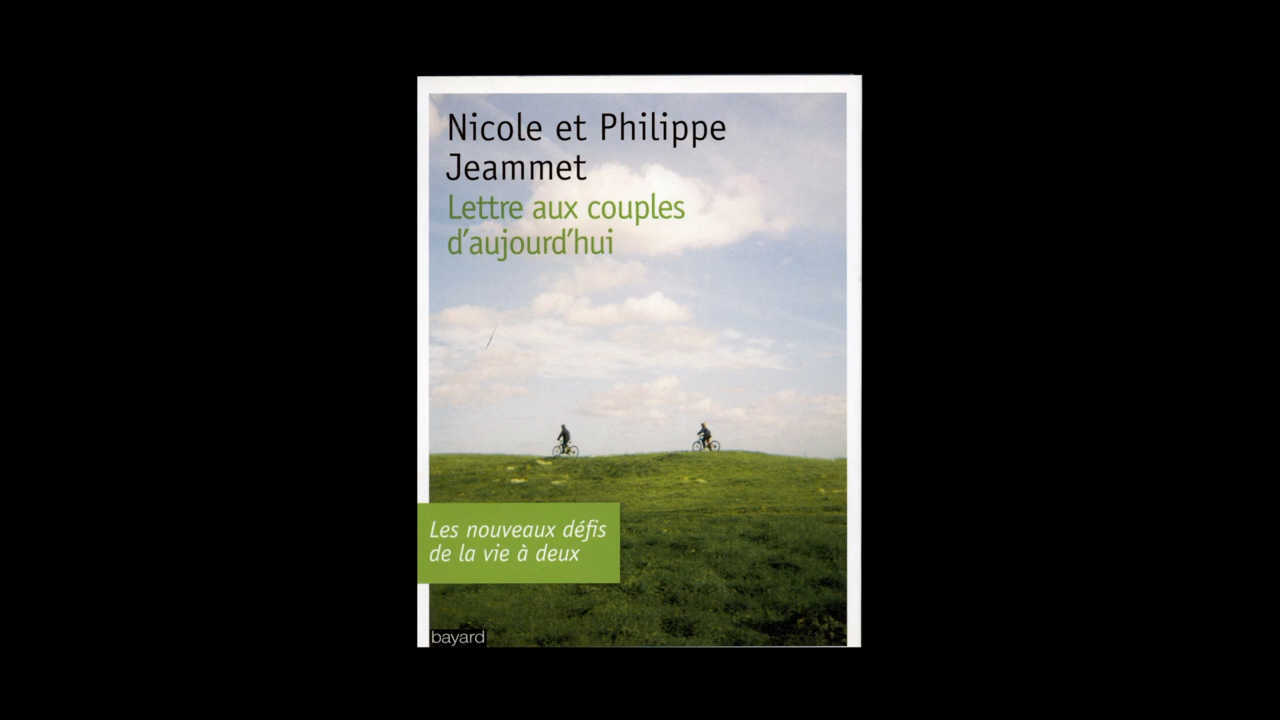 Nicole et Philippe
Jeammet
Lettre aux couples
d'aujourd'hui
Les nouveaux défis
de la vie à deux
bayard